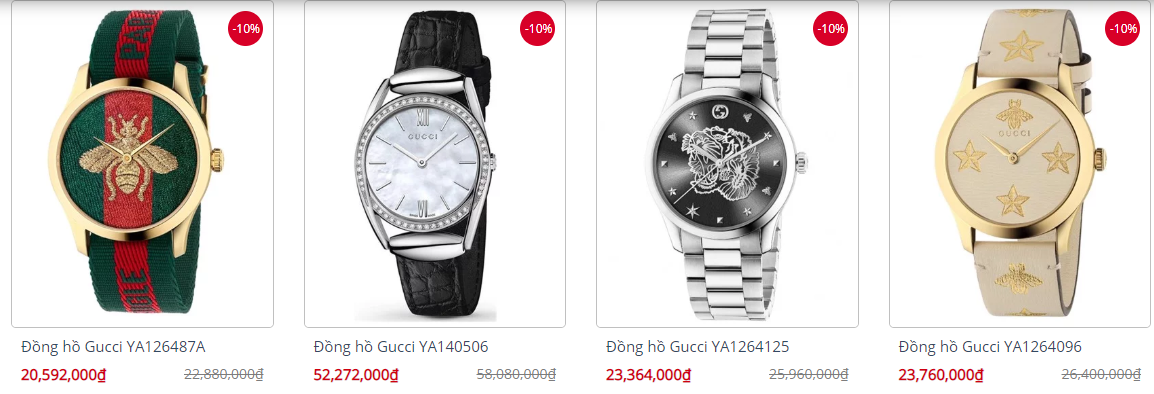 -10%
-10%
-10%
-10%
GUCCI
XII
VI
GUCCI
Đồng hồ Gucci YA126487A
20,592,000₫ 22,880,000₫
Đồng hồ Gucci YA140506
52,272,000₫ 58,080,000₫
Đồng hồ Gucci YA1264125
23,364,000₫ 25,960,000₫
Đồng hồ Gucci YA1264096
23,760,000₫ 26,400,000₫